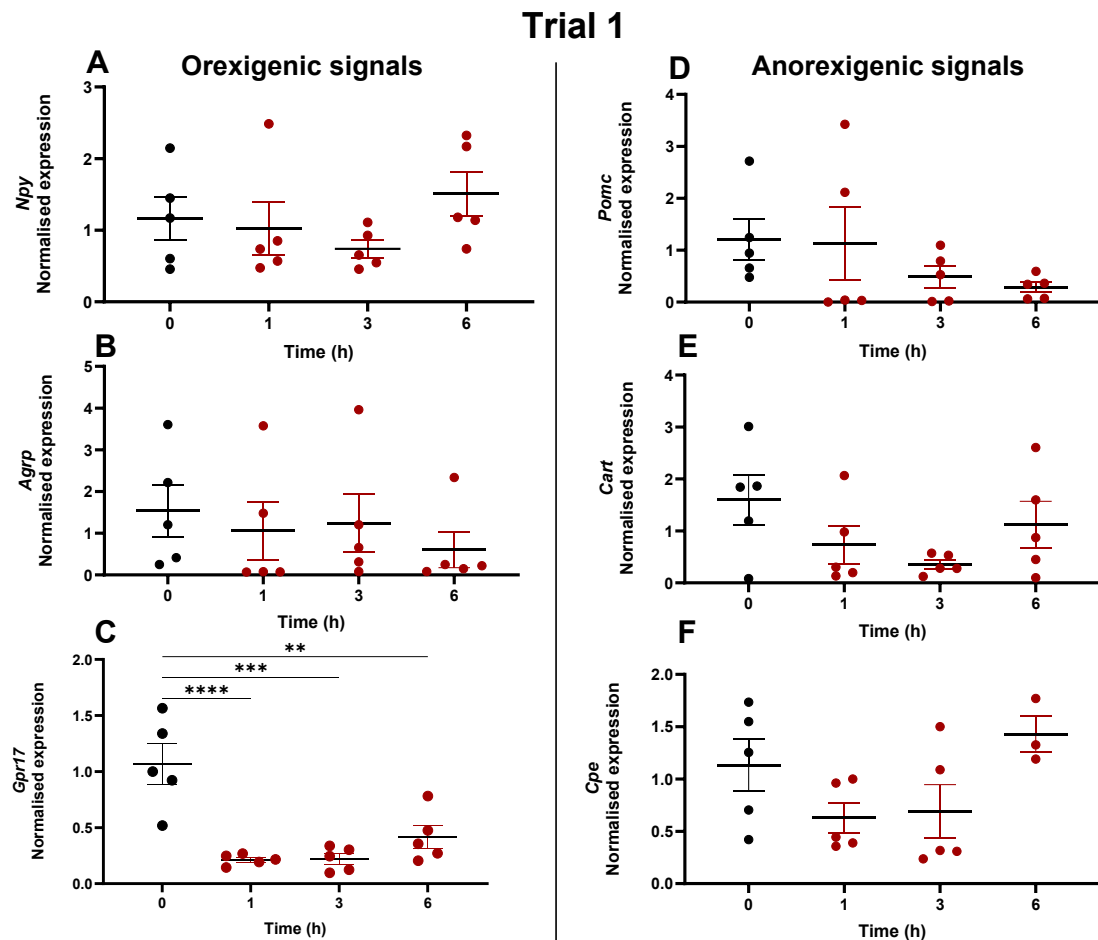 Trial 1
Orexigenic signals
A
Npy
Normalised expression
3
2
1
0
0 1 3 6
Time (h)
B
Agrp
Normalised expression
5
4
3
2
1
0
0 1 3 6
Time (h)
C
Gpr17
Normalised expression
2.0
1.5
1.0
0.5
0.0
**
***
****
0 1 3 6
Time (h)
Anorexigenic signals
D
Pomc
Normalised expression
4
3
2
1
0
0 1 3 6
Time (h)
E
Cart
Normalised expression
4
3
2
1
0
0 1 3 6
Time (h)
F
Cpe
Normalised expression
2.0
1.5
1.0
0.5
0.0
0 1 3 6
Time (h)